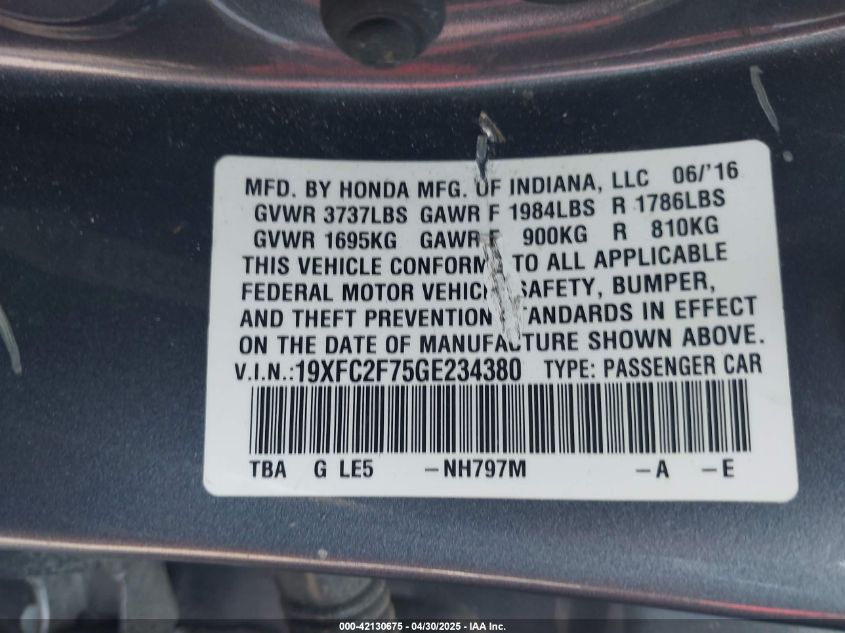 MFD. BY HONDA MFG. OF INDIANA, LLC 06/'16
GVWR 3737LBS GAWR F 1984LBS R 1786LBS
GVWR 1695KG GAWR F 900KG R 810KG
THIS VEHICLE CONFORMS TO ALL APPLICABLE
FEDERAL MOTOR VEHICLE SAFETY, BUMPER,
AND THEFT PREVENTION STANDARDS IN EFFECT
ON THE DATE OF MANUFACTURE SHOWN ABOVE.
V.I.N.:19XFC2F75GE234380 TYPE: PASSENGER CAR
TBA G LE5 -NH797M -A -E
000-42130675 - 04/30/2025 - IAA Inc.